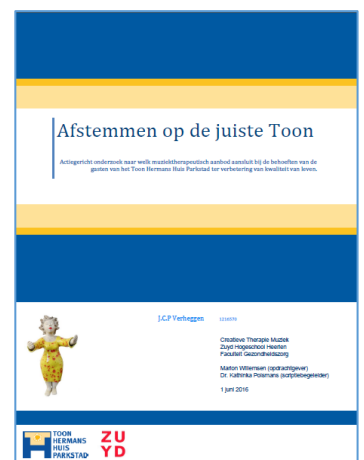 Afstemmen op de juiste Toon
Actiegericht onderzoek naar welk muziektherapeutisch aanbod aansluit bij de behoeften van de
gasten van het Toon Hermans Huis Parkstad ter verbetering van kwaliteit van leven.
J.C.P Verheggen
Creatieve Therapie Muziek
Zuyd Hogeschool Heerlen
Faculteit Gezondheidszorg
Marion Willemsen (opdrachtgever)
Dr. Kathinka Poismans (scriptiebegeleider)
1 juni 2016
TOON
HERMANS
HUIS
PARKSTAD
ZU
YD